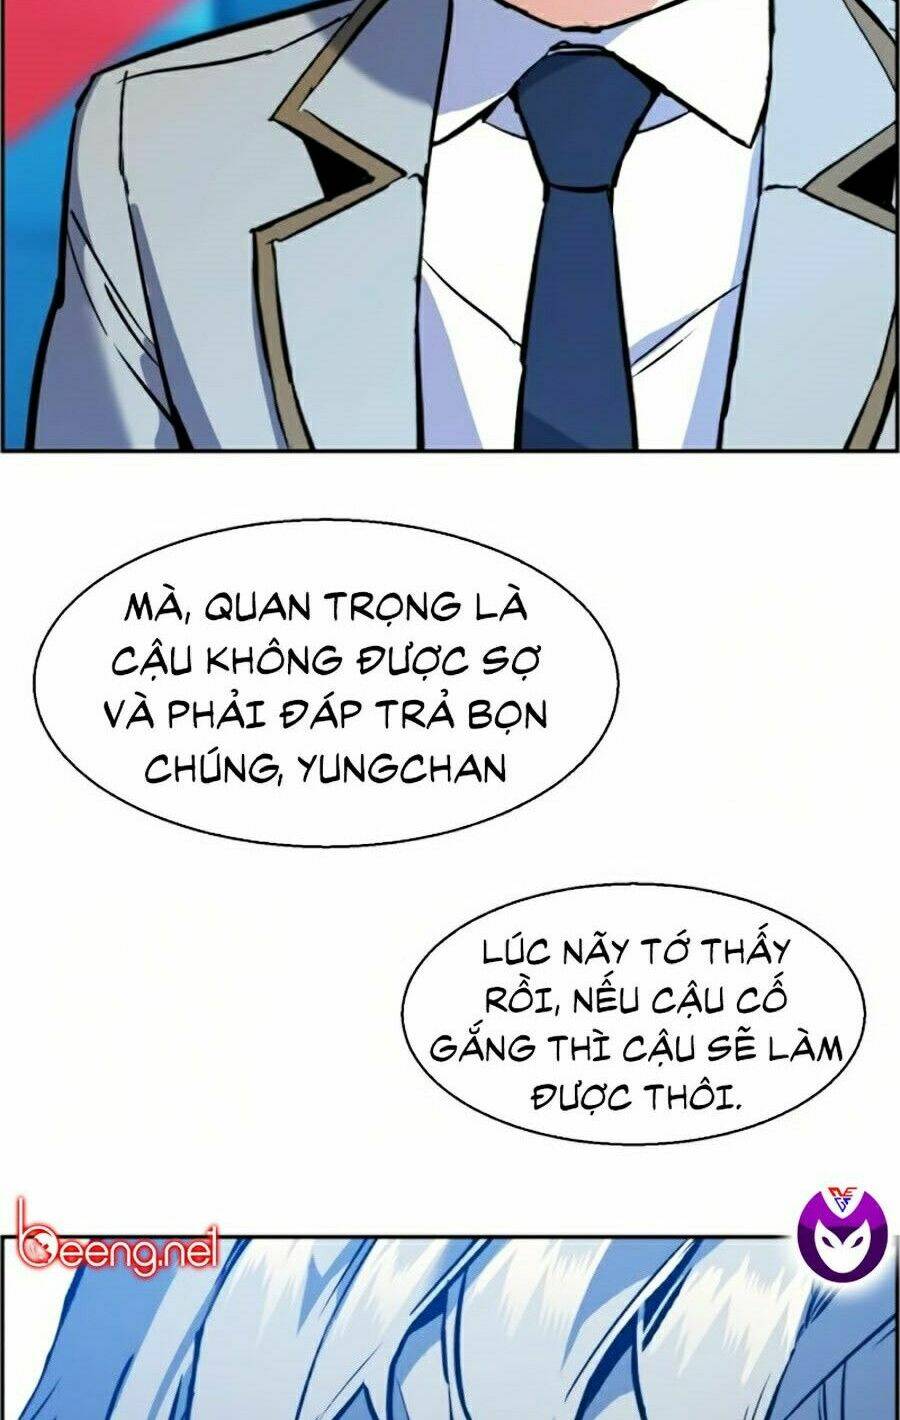 MÀ, QUAN TRỌNG LÀ
CẬU KHÔNG ĐƯỢC SỢ
VÀ PHẢI ĐÁP TRẢ BỌN
CHÚNG, YUNGCHAN
LÚC NÃY TỚ THẤY
RỒI, NẾU CẬU CỐ
GẮNG THÌ CẬU SẼ LÀM
ĐƯỢC THÔI.
beeng.net